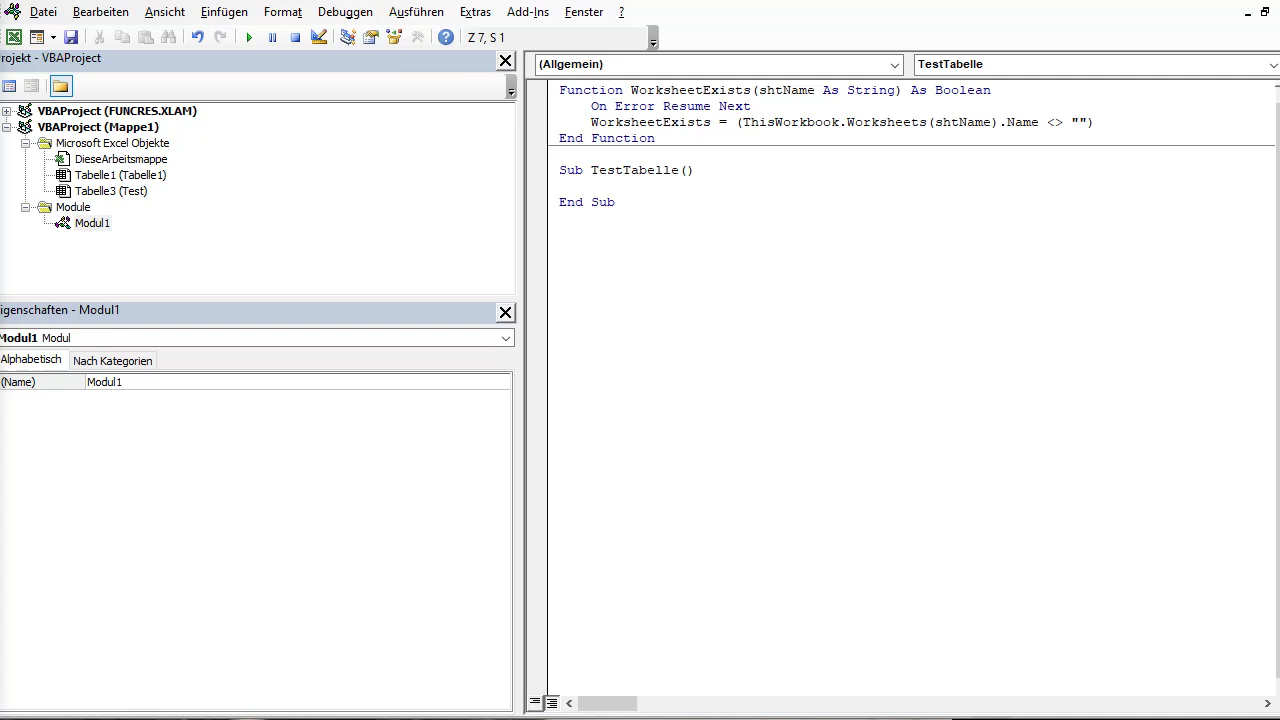 Datei Bearbeiten Ansicht Einfügen Format Debuggen Ausführen Extras Add-Ins Fenster ?
Z 7, S 1
rojekt - VBAProject
VBAProject (FUNCRES.XLAM)
VBAProject (Mappe1)
Microsoft Excel Objekte
DieseArbeitsmappe
Tabelle1 (Tabelle1)
Tabelle3 (Test)
Module
Modul1
igenschaften - Modul1
Modul1 Modul
Alphabetisch Nach Kategorien
(Name) Modul1
(Allgemein) TestTabelle
Function WorksheetExists(shtName As String) As Boolean
    On Error Resume Next
    WorksheetExists = (ThisWorkbook.Worksheets(shtName).Name <> "")
End Function
Sub TestTabelle()
End Sub